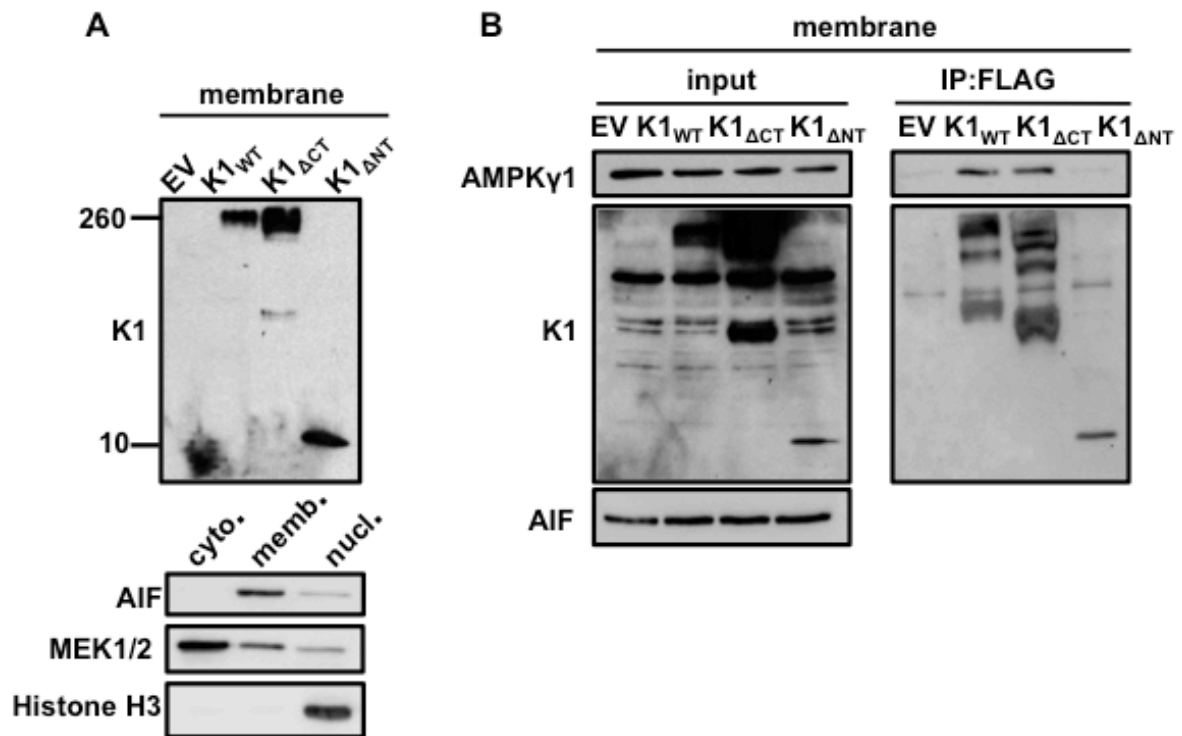 A
membrane
EV K1WT K1ΔCT K1ΔNT
260
K1
10
cyto. memb. nucl.
AIF
MEK1/2
Histone H3
B
membrane
input IP:FLAG
EV K1WT K1ΔCT K1ΔNT EV K1WT K1ΔCT K1ΔNT
AMPKγ1
K1
AIF